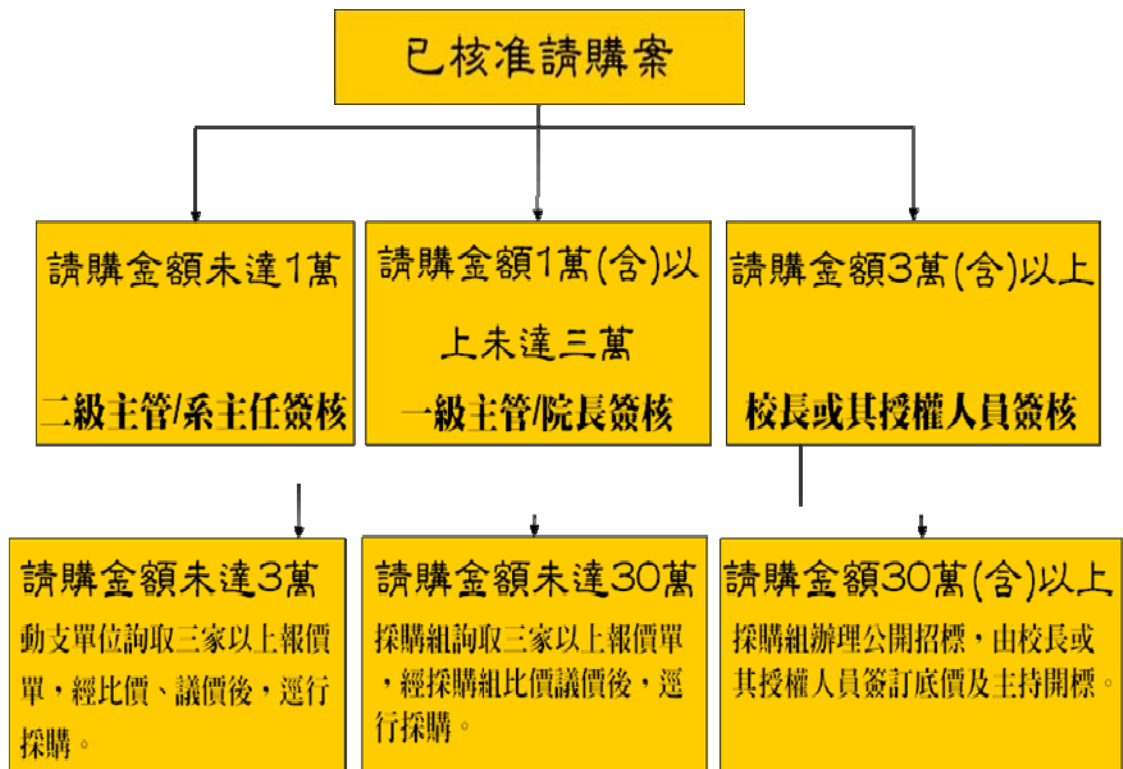 已核准請購案
請購金額未達1萬
二級主管/系主任簽核
請購金額1萬(含)以
上未達三萬
一級主管/院長簽核
請購金額3萬(含)以上
校長或其授權人員簽核
請購金額未達3萬
動支單位詢取三家以上報價
單，經比價、議價後，逕行
採購。
請購金額未達30萬
採購組詢取三家以上報價單
，經採購組比價議價後，逕
行採購。
請購金額30萬(含)以上
採購組辦理公開招標，由校長或
其授權人員簽訂底價及主持開標。